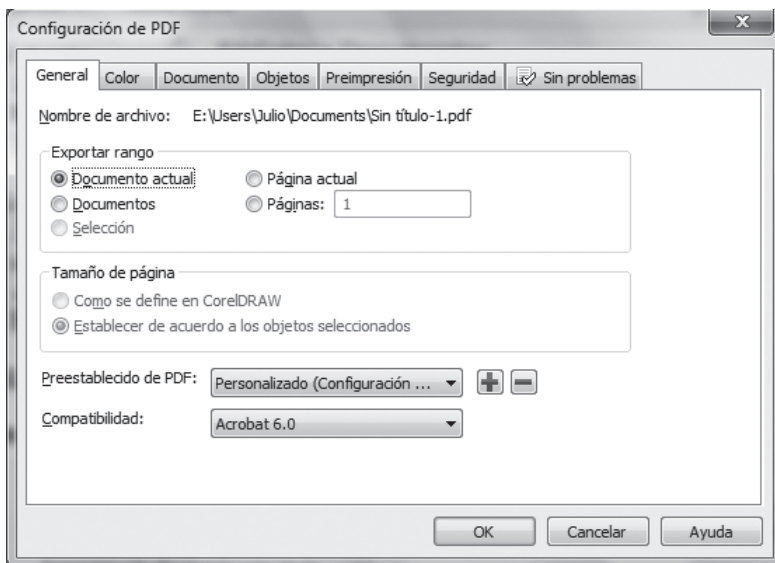 Configuración de PDF
X
General Color Documento Objetos Preimpresión Seguridad Sin problemas
Nombre de archivo: E:\Users\Julio\Documents\Sin título-1.pdf
Exportar rango
Documento actual Página actual
Documentos Páginas: 1
Selección
Tamaño de página
Como se define en CorelDRAW
Establecer de acuerdo a los objetos seleccionados
Preestablecido de PDF: Personalizado (Configuración ...
Compatibilidad: Acrobat 6.0
OK Cancelar Ayuda